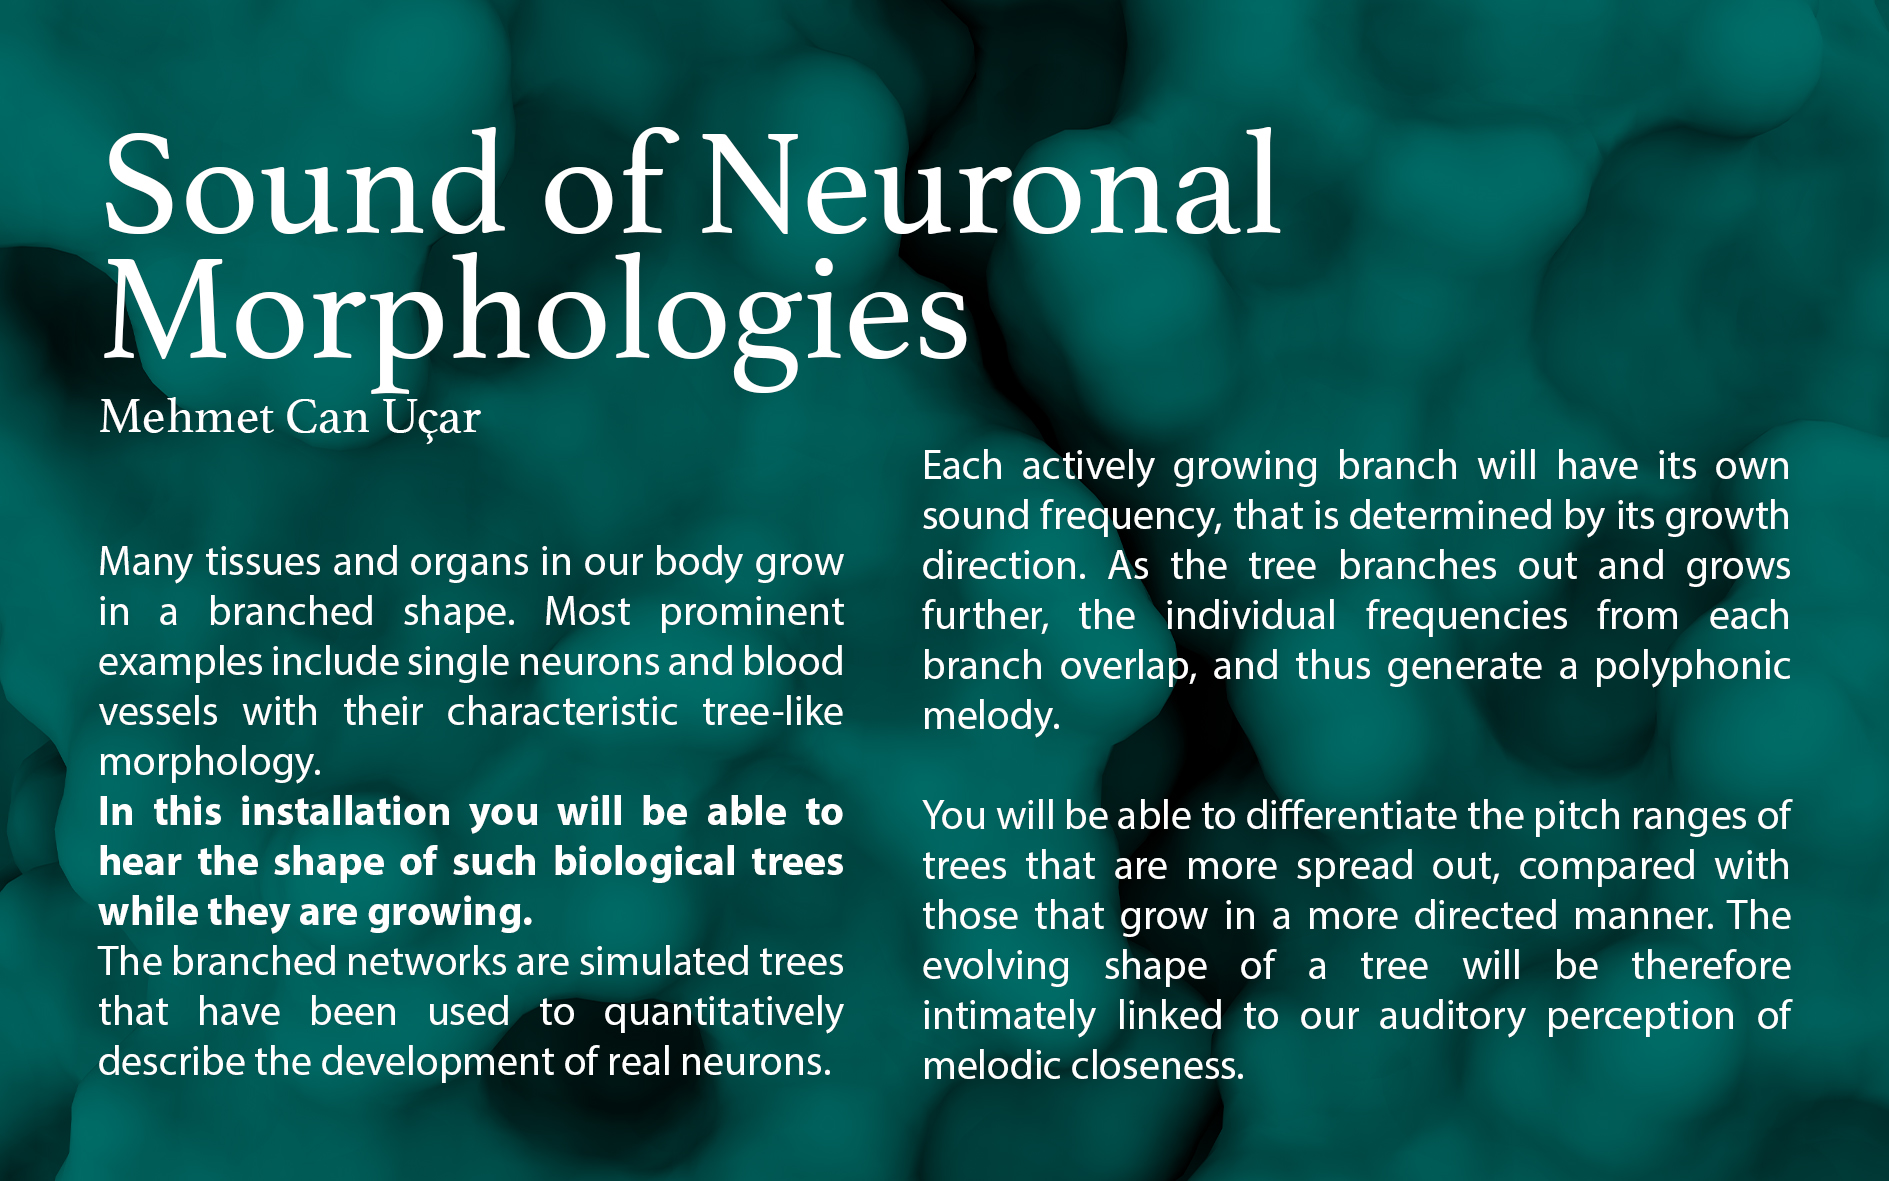 Sound of Neuronal
Morphologies
Mehmet Can Uçar
Many tissues and organs in our body grow
in a branched shape. Most prominent
examples include single neurons and blood
vessels with their characteristic tree-like
morphology.
In this installation you will be able to
hear the shape of such biological trees
while they are growing.
The branched networks are simulated trees
that have been used to quantitatively
describe the development of real neurons.
Each actively growing branch will have its own
sound frequency, that is determined by its growth
direction. As the tree branches out and grows
further, the individual frequencies from each
branch overlap, and thus generate a polyphonic
melody.
You will be able to differentiate the pitch ranges of
trees that are more spread out, compared with
those that grow in a more directed manner. The
evolving shape of a tree will be therefore
intimately linked to our auditory perception of
melodic closeness.